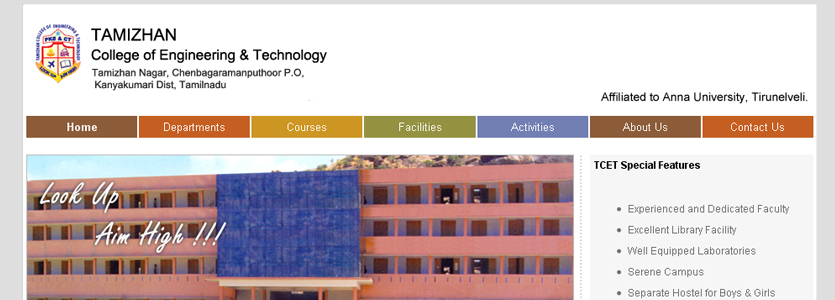 TAMIZHAN
College of Engineering & Technology
Tamizhan Nagar, Chenbagaramanputhoor P.O,
Kanyakumari Dist, Tamilnadu
Affiliated to Anna University, Tirunelveli.
Home Departments Courses Facilities Activities About Us Contact Us
Look Up
Aim High !!!
TCET Special Features
Experienced and Dedicated Faculty
Excellent Library Facility
Well Equipped Laboratories
Serene Campus
Separate Hostel for Boys & Girls